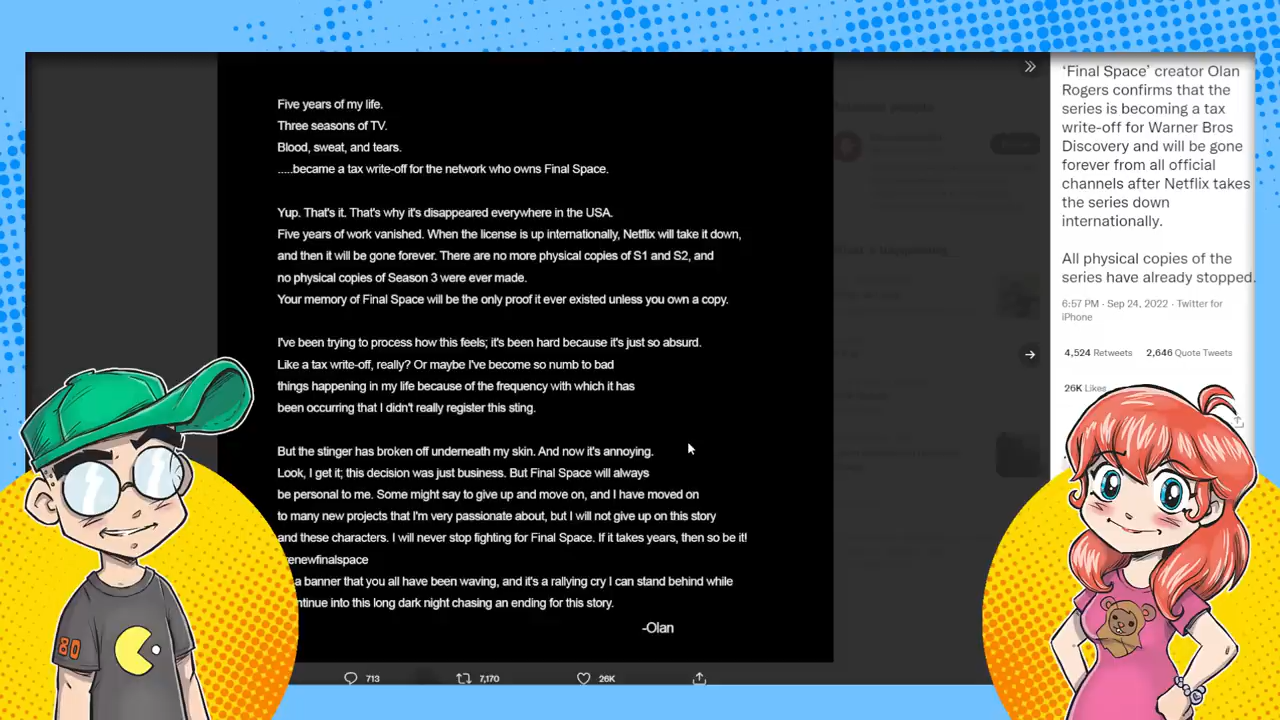 Five years of my life.
Three seasons of TV.
Blood, sweat, and tears.
.....became a tax write-off for the network who owns Final Space.
Yup. That's it. That's why it's disappeared everywhere in the USA.
Five years of work vanished. When the license is up internationally, Netflix will take it down,
and then it will be gone forever. There are no more physical copies of S1 and S2, and
no physical copies of Season 3 were ever made.
Your memory of Final Space will be the only proof it ever existed unless you own a copy.
I've been trying to process how this feels; it's been hard because it's just so absurd.
Like a tax write-off, really? Or maybe I've become so numb to bad
things happening in my life because of the frequency with which it has
been occurring that I didn't really register this sting.
But the stinger has broken off underneath my skin. And now it's annoying.
Look, I get it; this decision was just business. But Final Space will always
be personal to me. Some might say to give up and move on, and I have moved on
to many new projects that I'm very passionate about, but I will not give up on this story
and these characters. I will never stop fighting for Final Space. If it takes years, then so be it!
renewfinalspace
a banner that you all have been waving, and it's a rallying cry I can stand behind while
ntinue into this long dark night chasing an ending for this story.
-Olan
713
7,170
26K
‘Final Space’ creator Olan
Rogers confirms that the
series is becoming a tax
write-off for Warner Bros
Discovery and will be gone
forever from all official
channels after Netflix takes
the series down
internationally.
All physical copies of the
series have already stopped.
6:57 PM · Sep 24, 2022 · Twitter for
iPhone
4,524 Retweets 2,646 Quote Tweets
26K Likes
80